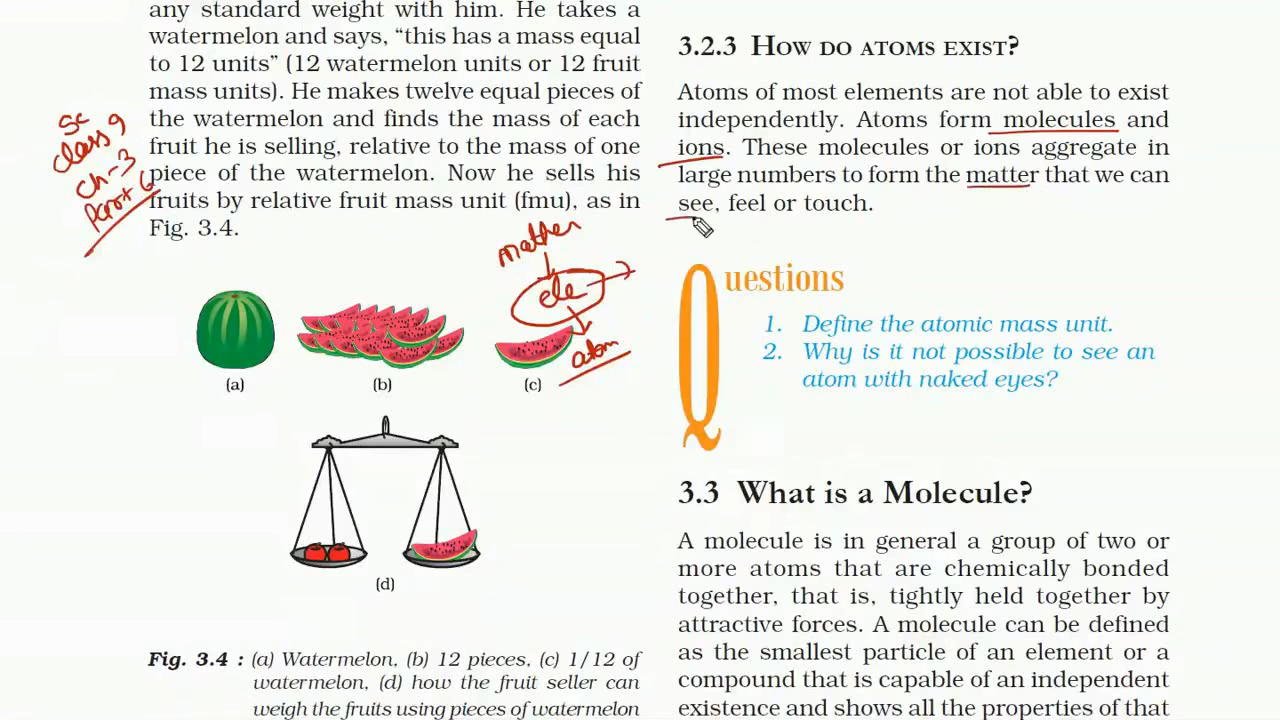 any standard weight with him. He takes a
watermelon and says, “this has a mass equal
to 12 units” (12 watermelon units or 12 fruit
mass units). He makes twelve equal pieces of
the watermelon and finds the mass of each
fruit he is selling, relative to the mass of one
piece of the watermelon. Now he sells his
fruits by relative fruit mass unit (fmu), as in
Fig. 3.4.
Sc
Class 9
Ch-3
Part 6
matter
ele
atom
(a)
(b)
(c)
(d)
Fig. 3.4 : (a) Watermelon, (b) 12 pieces, (c) 1/12 of
watermelon, (d) how the fruit seller can
weigh the fruits using pieces of watermelon
3.2.3 HOW DO ATOMS EXIST?
Atoms of most elements are not able to exist
independently. Atoms form molecules and
ions. These molecules or ions aggregate in
large numbers to form the matter that we can
see, feel or touch.
Questions
1. Define the atomic mass unit.
2. Why is it not possible to see an
atom with naked eyes?
3.3 What is a Molecule?
A molecule is in general a group of two or
more atoms that are chemically bonded
together, that is, tightly held together by
attractive forces. A molecule can be defined
as the smallest particle of an element or a
compound that is capable of an independent
existence and shows all the properties of that